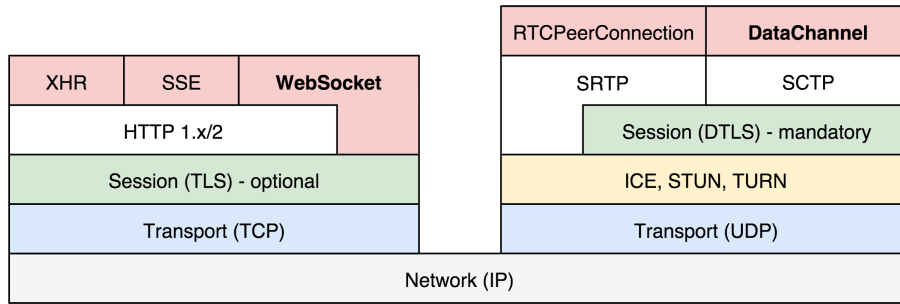 RTCPeerConnection
DataChannel
XHR
SSE
WebSocket
SRTP
SCTP
HTTP 1.x/2
Session (DTLS) - mandatory
Session (TLS) - optional
ICE, STUN, TURN
Transport (TCP)
Transport (UDP)
Network (IP)